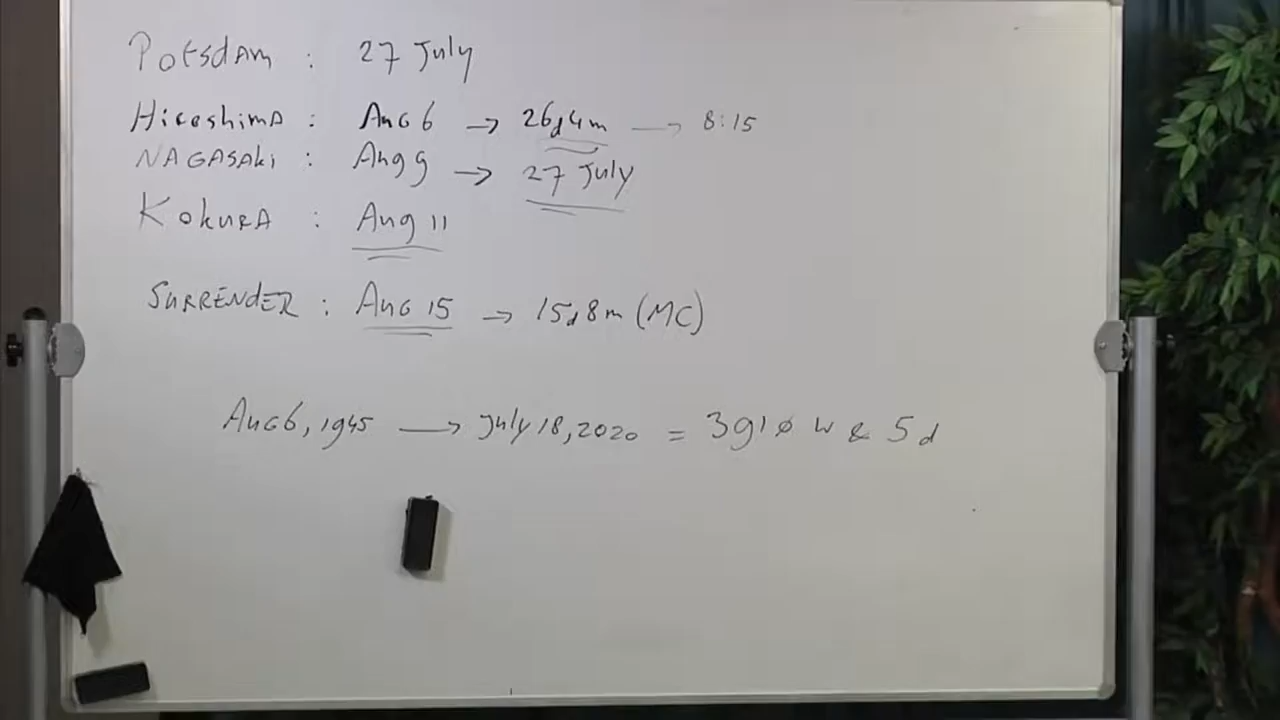 Potsdam : 27 July
Hiroshima : Aug 6 → 26d4m → 8:15
NAGASAki : Aug 9 → 27 July
KokurA : Aug 11
SURRENdER : Aug 15 → 15d8m (MC)
Aug 6, 1945 → July 18, 2020 = 3910 w & 5d